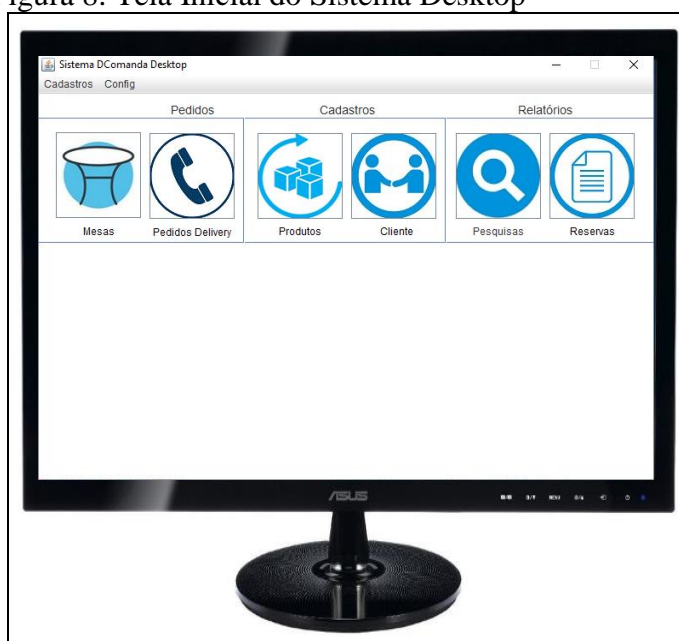 igura 8: Tela Inicial do Sistema Desktop
Sistema DComanda Desktop
Cadastros Config
Pedidos Cadastros Relatórios
Mesas Pedidos Delivery Produtos Cliente Pesquisas Reservas
ASUS
MENU